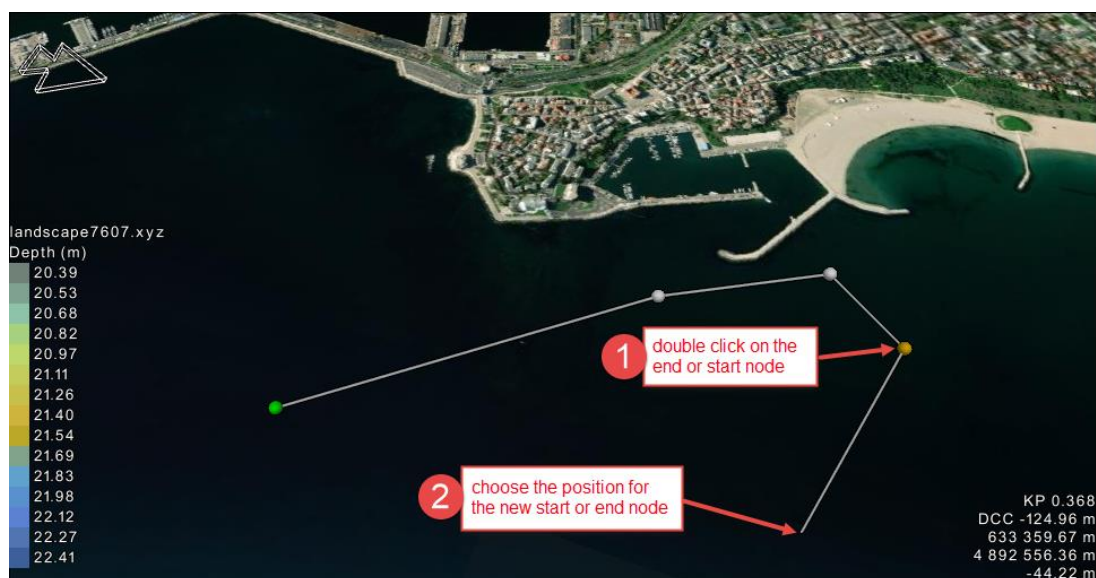 landscape7607.xyz
Depth (m)
20.39
20.53
20.68
20.82
20.97
21.11
21.26
21.40
21.54
21.69
21.83
21.98
22.12
22.27
22.41
1
double click on the
end or start node
2
choose the position for
the new start or end node
KP 0.368
DCC -124.96 m
633 359.67 m
4 892 556.36 m
-44.22 m